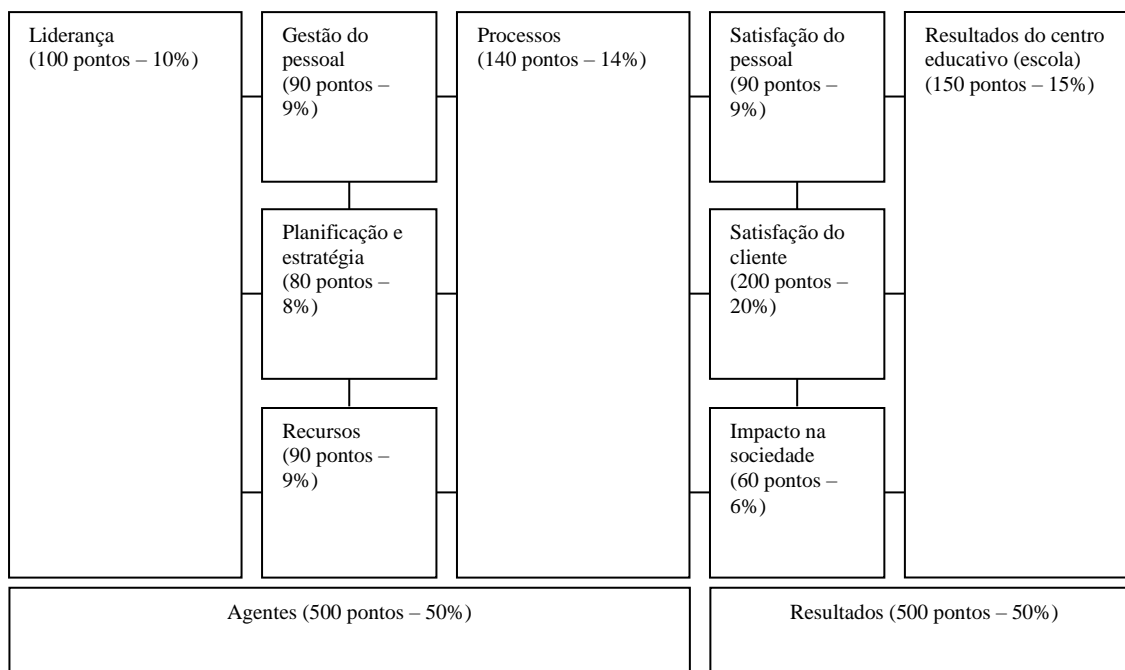 Liderança
(100 pontos – 10%)
Gestão do
pessoal
(90 pontos –
9%)
Planificação e
estratégia
(80 pontos –
8%)
Recursos
(90 pontos –
9%)
Processos
(140 pontos – 14%)
Satisfação do
pessoal
(90 pontos –
9%)
Satisfação do
cliente
(200 pontos –
20%)
Impacto na
sociedade
(60 pontos –
6%)
Resultados do centro
educativo (escola)
(150 pontos – 15%)
Agentes (500 pontos – 50%)
Resultados (500 pontos – 50%)